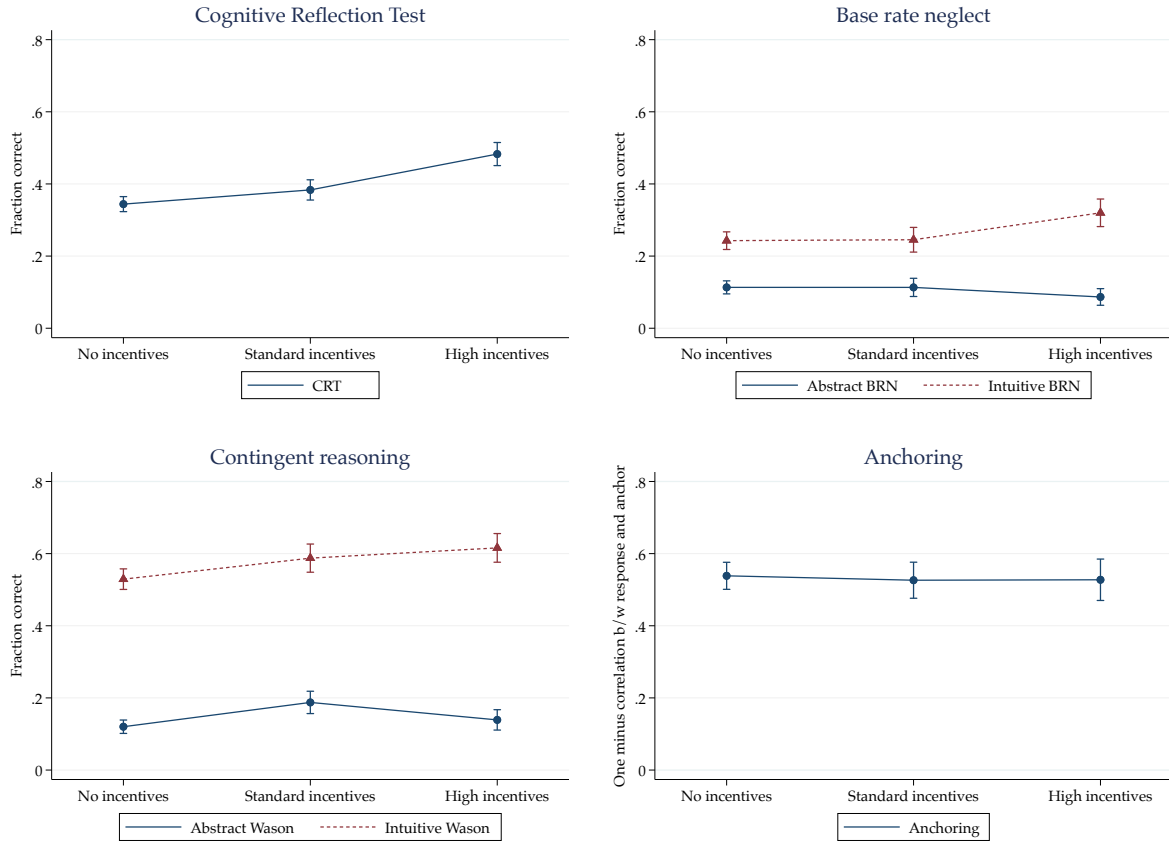 Cognitive Reflection Test
Fraction correct
.8
.6
.4
.2
0
No incentives Standard incentives High incentives
CRT
Base rate neglect
Fraction correct
.8
.6
.4
.2
0
No incentives Standard incentives High incentives
Abstract BRN Intuitive BRN
Contingent reasoning
Fraction correct
.8
.6
.4
.2
0
No incentives Standard incentives High incentives
Abstract Wason Intuitive Wason
Anchoring
One minus correlation b/w response and anchor
.8
.6
.4
.2
0
No incentives Standard incentives High incentives
Anchoring